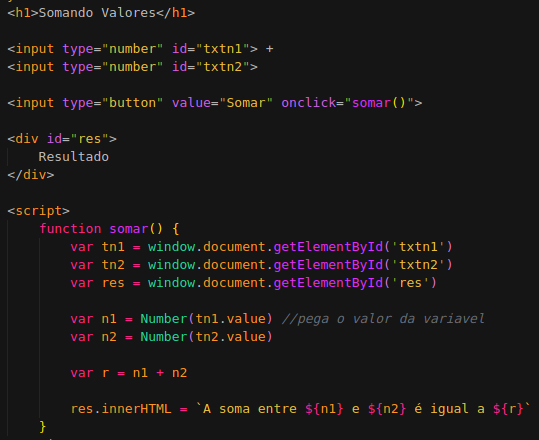 <h1>Somando Valores</h1>
<input type="number" id="txtn1"> +
<input type="number" id="txtn2">
<input type="button" value="Somar" onclick="somar()">
<div id="res">
Resultado
</div>
<script>
function somar() {
var tn1 = window.document.getElementById('txtn1')
var tn2 = window.document.getElementById('txtn2')
var res = window.document.getElementById('res')
var n1 = Number(tn1.value) //pega o valor da variavel
var n2 = Number(tn2.value)
var r = n1 + n2
res.innerHTML = `A soma entre ${n1} e ${n2} é igual a ${r}`
}